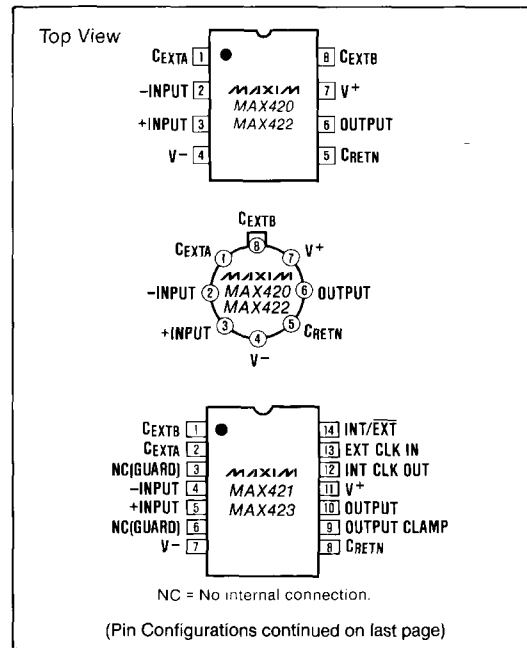 Top View
CEXTA 1
-INPUT 2
+INPUT 3
V- 4
MAXIM
MAX420
MAX422
8 CEXTB
7 V+
6 OUTPUT
5 CRETN
CEXTB
8
CEXTA 1
7 V+
-INPUT 2
MAXIM
MAX420
MAX422
6 OUTPUT
+INPUT 3
5 CRETN
4
V-
CEXTB 1
CEXTA 2
NC(GUARD) 3
-INPUT 4
+INPUT 5
NC(GUARD) 6
V- 7
MAXIM
MAX421
MAX423
14 INT/E̅X̅T̅
13 EXT CLK IN
12 INT CLK OUT
11 V+
10 OUTPUT
9 OUTPUT CLAMP
8 CRETN
NC = No internal connection.
(Pin Configurations continued on last page)